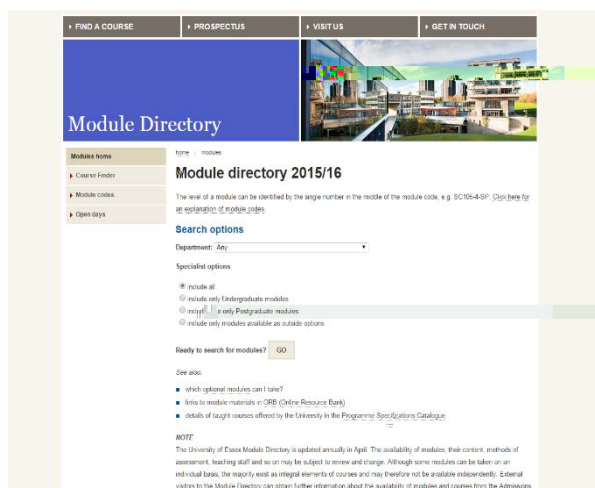 FIND A COURSE
PROSPECTUS
VISIT US
GET IN TOUCH
Module Directory
Modules home
Course Finder
Module codes
Open days
home modules
Module directory 2015/16
The level of a module can be identified by the single number in the middle of the module code, e.g. SC105-4-SP. Click here for
an explanation of module codes.
Search options
Department: Any
Specialist options
include all
include only Undergraduate modules
include only Postgraduate modules
include only modules available as outside options
Ready to search for modules? GO
See also:
which optional modules can I take?
links to module materials in ORB (Online Resource Bank)
details of taught courses offered by the University in the Programme Specifications Catalogue
NOTE
The University of Essex Module Directory is updated annually in April. The availability of modules, their content, methods of
assessment, teaching staff and so on may be subject to review and change. Although some modules can be taken on an
individual basis, the majority exist as integral elements of courses and may therefore not be available independently. External
visitors to the Module Directory can obtain further information about the availability of modules and courses from the Admissions